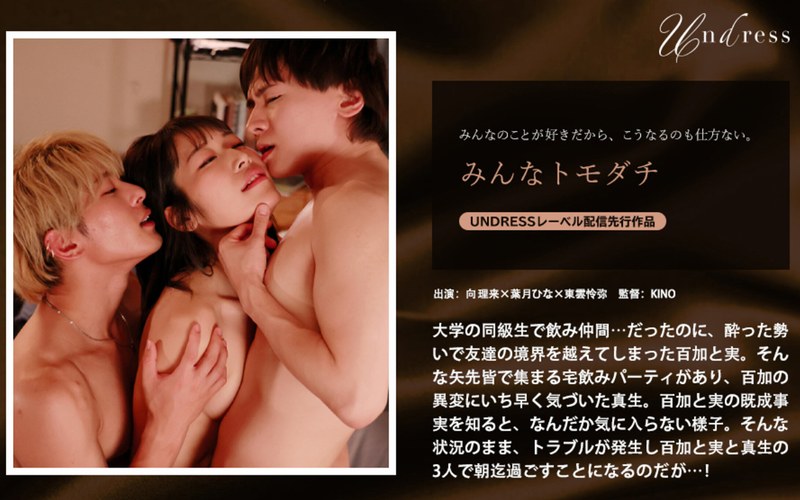 Undress
みんなのことが好きだから、こうなるのも仕方ない。
みんなトモダチ
UNDRESSレーベル配信先行作品
出演：向理来×葉月ひな×東雲怜弥　監督：KINO
大学の同級生で飲み仲間…だったのに、酔った勢
いで友達の境界を越えてしまった百加と実。そん
な矢先皆で集まる宅飲みパーティがあり、百加の
異変にいち早く気づいた真生。百加と実の既成事
実を知ると、なんだか気に入らない様子。そんな
状況のまま、トラブルが発生し百加と実と真生の
3人で朝迄過ごすことになるのだが…！